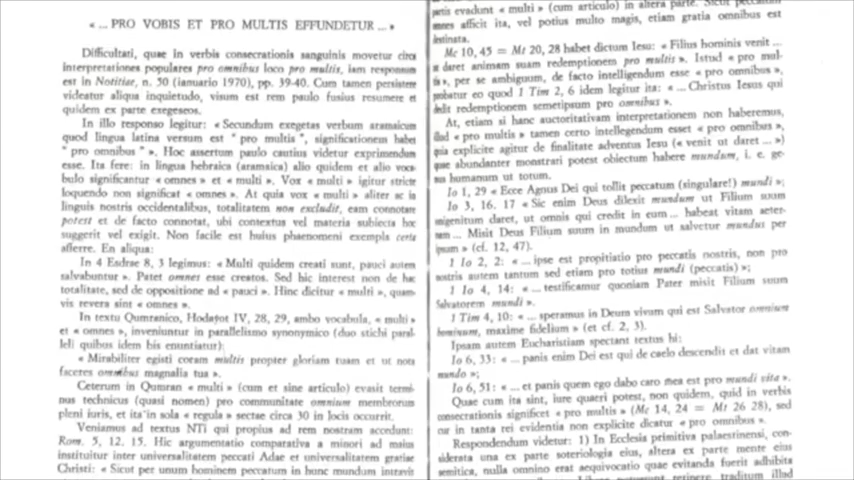 « ... PRO VOBIS ET PRO MULTIS EFFUNDETUR ... »
Difficultati, quae in verbis consecrationis sanguinis movetur circa
interpretationes populares pro omnibus loco pro multis, iam responsum
est in Notitiae, n. 50 (ianuario 1970), pp. 39-40. Cum tamen persistere
videatur aliqua inquietudo, visum est rem paulo fusius resumere et
quidem ex parte exegeseos.
In illo responso legitur: « Secundum exegetas verbum aramaicum
quod lingua latina versum est " pro multis ", significationem habet
" pro omnibus " ». Hoc assertum paulo cautius videtur exprimendum
esse. Ita fere: in lingua hebraica (aramaica) alio quidem et alio voca-
bulo significantur « omnes » et « multi ». Vox « multi » igitur stricte
loquendo non significat « omnes ». At quia vox « multi » aliter ac in
linguis nostris occidentalibus, totalitatem non excludit, eam connotare
potest et de facto connotat, ubi contextus vel materia subiecta hoc
suggerit vel exigit. Non facile est huius phaenomeni exempla certa
afferre. En aliqua:
In 4 Esdrae 8, 3 legimus: « Multi quidem creati sunt, pauci autem
salvabuntur ». Patet omnes esse creatos. Sed hic interest non de hac
totalitate, sed de oppositione ad « pauci ». Hinc dicitur « multi », quam-
vis revera sint « omnes ».
In textu Qumranico, Hodayot IV, 28, 29, ambo vocabula, « multi »
et « omnes », inveniuntur in parallelismo synonymico (duo stichi paral-
leli quibus idem bis enuntiatur):
« Mirabiliter egisti coram multis propter gloriam tuam et ut nota
faceres omnibus magnalia tua ».
Ceterum in Qumran « multi » (cum et sine articulo) evasit termi-
nus technicus (quasi nomen) pro communitate omnium membrorum
pleni iuris, et ita in sola « regula » sectae circa 30 in locis occurrit.
Veniamus ad textus NTi qui propius ad rem nostram accedunt:
Rom. 5, 12. 15. Hic argumentatio comparativa a minori ad maius
instituitur inter universalitatem peccati Adae et universalitatem gratiae
Christi: « Sicut per unum hominem peccatum in hunc mundum intravit
partis evadunt « multi » (cum articulo) in altera parte. Sicut peccatum
omnes afficit ita, vel potius multo magis, etiam gratia omnibus est
destinata.
Mc 10, 45 = Mt 20, 28 habet dictum Iesu: « Filius hominis venit ...
ut daret animam suam redemptionem pro multis ». Istud « pro mul-
tis », per se ambiguum, de facto intelligendum esse « pro omnibus »,
probatur eo quod 1 Tim 2, 6 idem legitur ita: « ... Christus Iesus qui
dedit redemptionem semetipsum pro omnibus ».
At, etiam si hanc auctoritativam interpretationem non haberemus,
illud « pro multis » tamen certo intellegendum esset « pro omnibus »,
quia explicite agitur de finalitate adventus Iesu (« venit ut daret ... »)
quae abundanter monstrari potest obiectum habere mundum, i. e. ge-
nus humanum ut totum.
Io 1, 29 « Ecce Agnus Dei qui tollit peccatum (singulare!) mundi »;
Io 3, 16. 17 « Sic enim Deus dilexit mundum ut Filium suum
unigenitum daret, ut omnis qui credit in eum ... habeat vitam aeter-
nam ... Misit Deus Filium suum in mundum ut salvetur mundus per
ipsum » (cf. 12, 47).
1 Io 2, 2: « ... ipse est propitiatio pro peccatis nostris, non pro
nostris autem tantum sed etiam pro totius mundi (peccatis) »;
1 Io 4, 14: « ... testificamur quoniam Pater misit Filium suum
Salvatorem mundi ».
1 Tim 4, 10: « ... speramus in Deum vivum qui est Salvator omnium
hominum, maxime fidelium » (et cf. 2, 3).
Ipsam autem Eucharistiam spectant textus hi:
Io 6, 33: « ... panis enim Dei est qui de caelo descendit et dat vitam
mundo »;
Io 6, 51: « ... et panis quem ego dabo caro mea est pro mundi vita ».
Quae cum ita sint, iure quaeri potest, non quidem, quid in verbis
consecrationis significet « pro multis » (Mc 14, 24 = Mt 26 28), sed
cur in tanta rei evidentia non explicite dicatur « pro omnibus ».
Respondendum videtur: 1) In Ecclesia primitiva palaestinensi, con-
siderata una ex parte soteriologia eius, altera ex parte mente eius
semitica, nulla omnino erat aequivocatio quae evitanda fuerit adhibita
retinere traditum illud